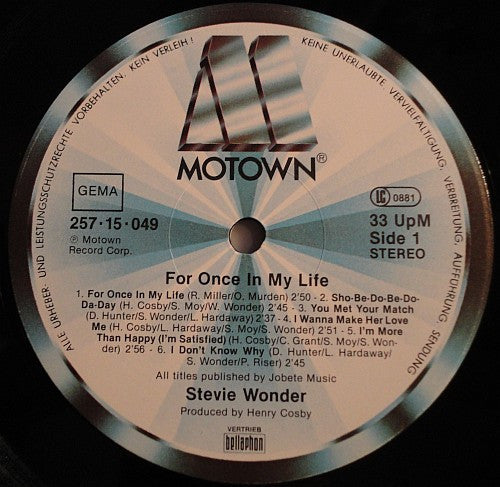 ALLE URHEBER- UND LEISTUNGSSCHUTZRECHTE VORBEHALTEN. KEIN VERLEIH! KEINE UNERLAUBTE VERVIELFÄLTIGUNG, VERBREITUNG, AUFFÜHRUNG, SENDUNG
M
MOTOWN®
GEMA
LC 0881
257·15·049
33 UpM
Side 1
STEREO
℗ Motown
Record Corp.
For Once In My Life
1. For Once In My Life (R. Miller/O. Murden) 2'50 - 2. Sho-Be-Do-Be-Do-
Da-Day (H. Cosby/S. Moy/W. Wonder) 2'45 - 3. You Met Your Match
(D. Hunter/S. Wonder/L. Hardaway) 2'37 - 4. I Wanna Make Her Love
Me (H. Cosby/L. Hardaway/S. Moy/S. Wonder) 2'51 - 5. I'm More
Than Happy (I'm Satisfied) (H. Cosby/C. Grant/S. Moy/S. Won-
der) 2'56 - 6. I Don't Know Why (D. Hunter/L. Hardaway/
S. Wonder/P. Riser) 2'45
All titles published by Jobete Music
Stevie Wonder
Produced by Henry Cosby
VERTRIEB
bellaphon